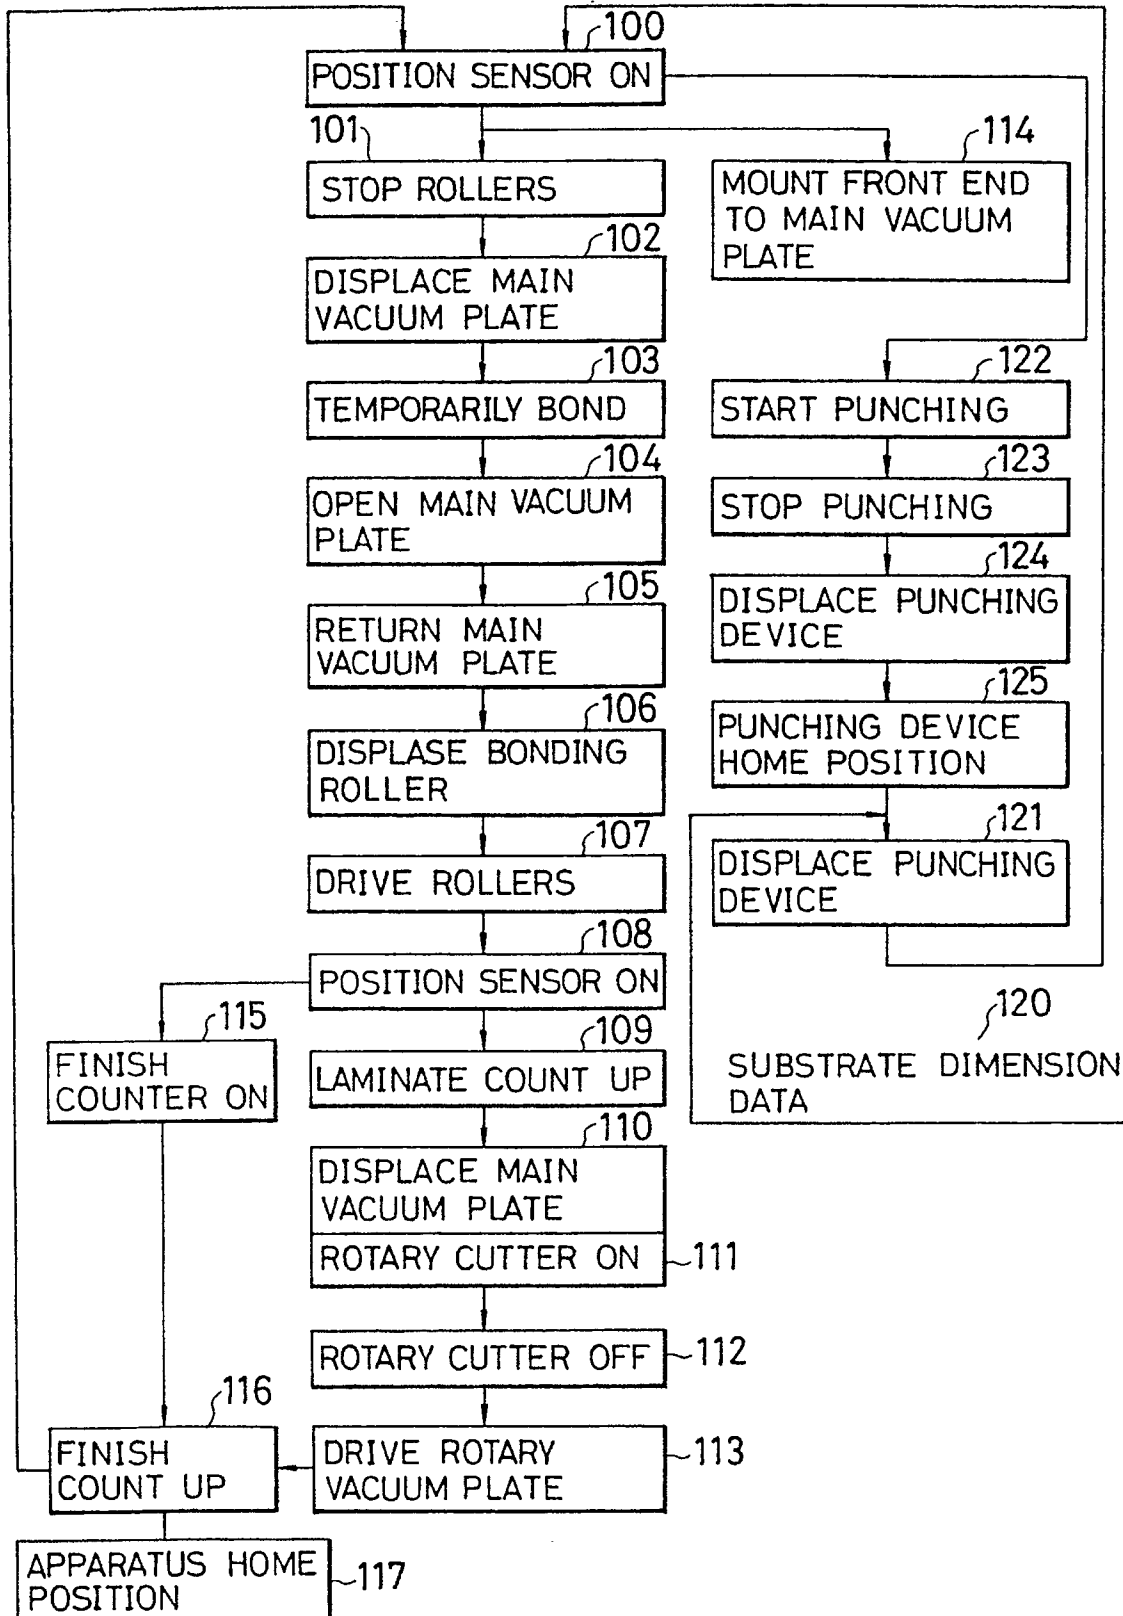 100
POSITION SENSOR ON
101
STOP ROLLERS
114
MOUNT FRONT END
TO MAIN VACUUM
PLATE
102
DISPLACE MAIN
VACUUM PLATE
103
TEMPORARILY BOND
122
START PUNCHING
104
OPEN MAIN VACUUM
PLATE
123
STOP PUNCHING
105
RETURN MAIN
VACUUM PLATE
124
DISPLACE PUNCHING
DEVICE
106
DISPLASE BONDING
ROLLER
125
PUNCHING DEVICE
HOME POSITION
107
DRIVE ROLLERS
121
DISPLACE PUNCHING
DEVICE
108
POSITION SENSOR ON
120
SUBSTRATE DIMENSION
DATA
115
FINISH
COUNTER ON
109
LAMINATE COUNT UP
110
DISPLACE MAIN
VACUUM PLATE
ROTARY CUTTER ON
111
ROTARY CUTTER OFF
112
116
FINISH
COUNT UP
DRIVE ROTARY
VACUUM PLATE
113
APPARATUS HOME
POSITION
117